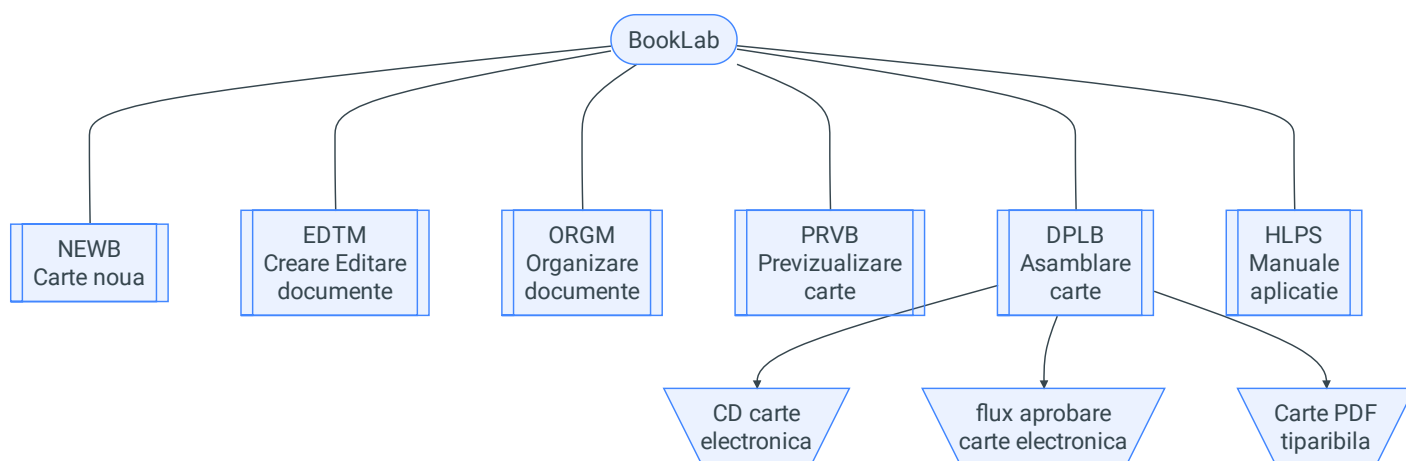 BookLab
NEWB
Carte noua
EDTM
Creare Editare
documente
ORGM
Organizare
documente
PRVB
Previzualizare
carte
DPLB
Asamblare
carte
HLPS
Manuale
aplicatie
CD carte
electronica
flux aprobare
carte electronica
Carte PDF
tiparibila